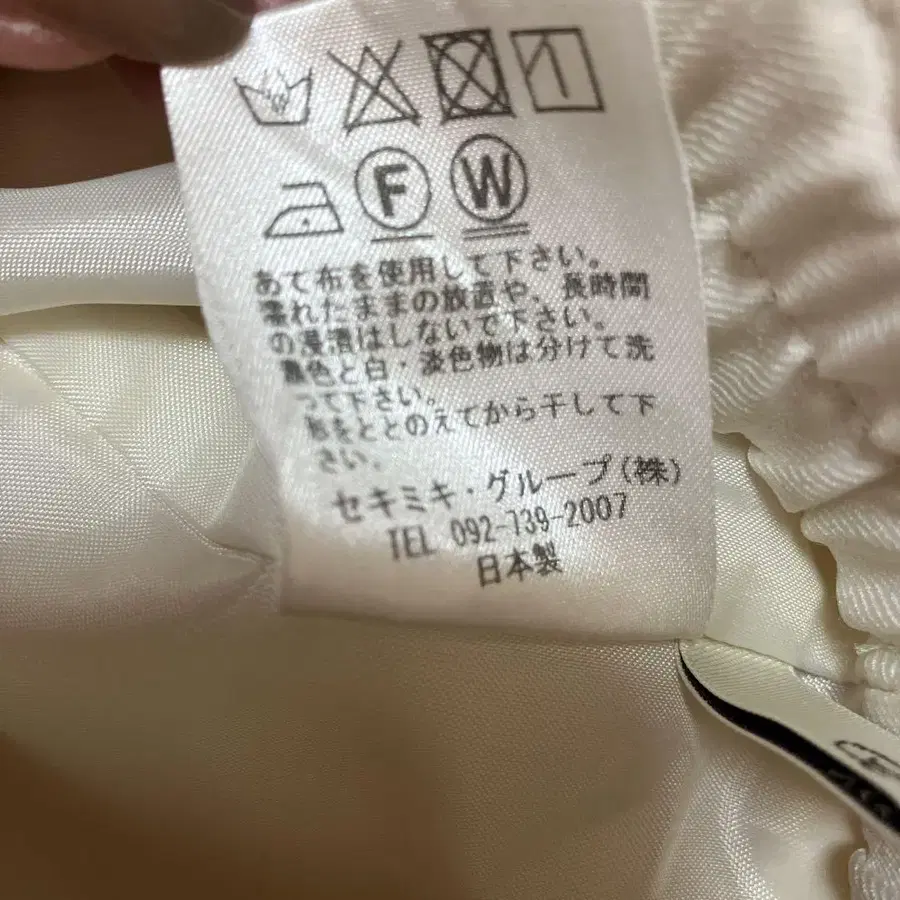 F W
あて布を使用して下さい。
濡れたままの放置や、長時間
の浸漬はしないで下さい。
濃色と白・淡色物は分けて洗
って下さい。
形をととのえてから干して下
さい。
セキミキ・グループ(株)
TEL 092-739-2007
日本製